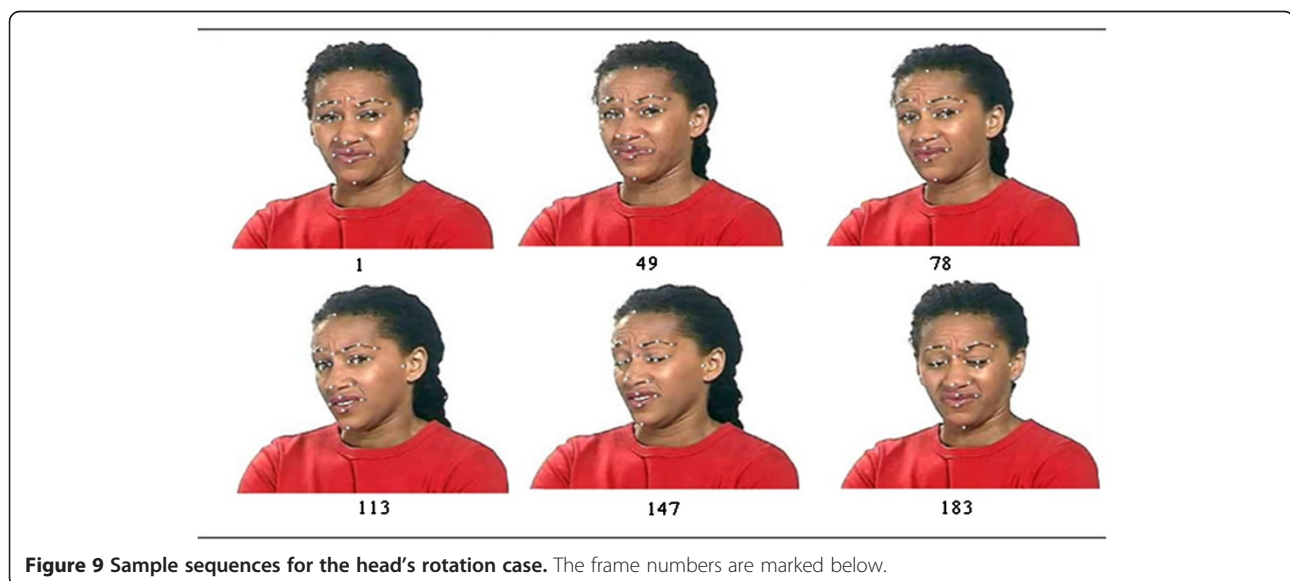 1 49 78
113 147 183
Figure 9 Sample sequences for the head's rotation case. The frame numbers are marked below.